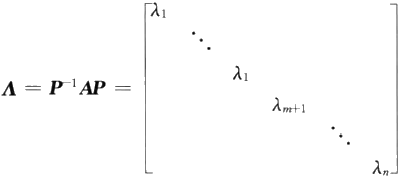 Λ = P⁻¹AP = [ λ₁
⋱
λ₁
λₘ₊₁
⋱
λₙ ]